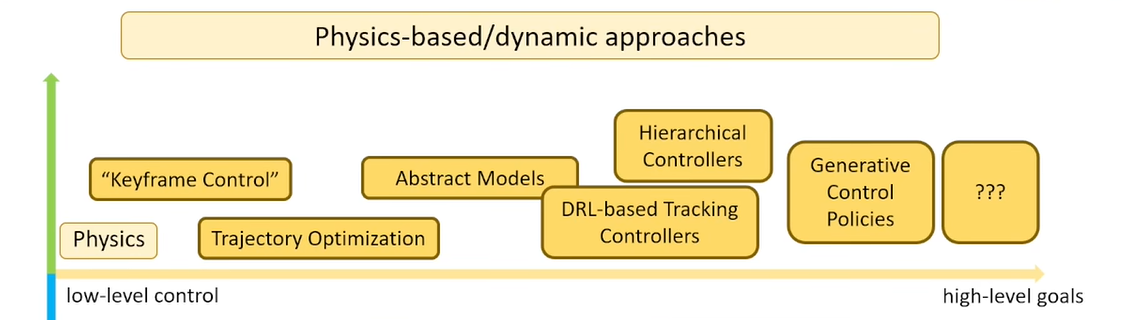 Physics-based/dynamic approaches
Hierarchical
Controllers
Generative
Control
Policies
???
“Keyframe Control”
Abstract Models
DRL-based Tracking
Controllers
Physics
Trajectory Optimization
low-level control
high-level goals